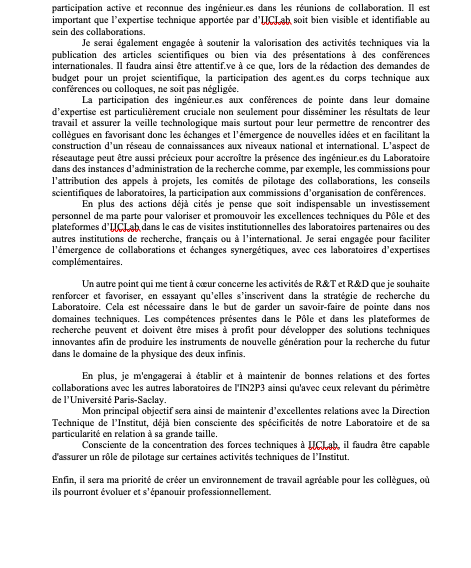 participation active et reconnue des ingénieur.es dans les réunions de collaboration. Il est
important que l'expertise technique apportée par d'IJCLab soit bien visible et identifiable au
sein des collaborations.
Je serai également engagée à soutenir la valorisation des activités techniques via la
publication des articles scientifiques ou bien via des présentations à des conférences
internationales. Il faudra ainsi être attentif.ve à ce que, lors de la rédaction des demandes de
budget pour un projet scientifique, la participation des agent.es du corps technique aux
conférences ou colloques, ne soit pas négligée.
La participation des ingénieur.es aux conférences de pointe dans leur domaine
d'expertise est particulièrement cruciale non seulement pour disséminer les résultats de leur
travail et assurer la veille technologique mais surtout pour leur permettre de rencontrer des
collègues en favorisant donc les échanges et l'émergence de nouvelles idées et en facilitant la
construction d'un réseau de connaissances aux niveaux national et international. L'aspect de
réseautage peut être aussi précieux pour accroître la présence des ingénieur.es du Laboratoire
dans des instances d'administration de la recherche comme, par exemple, les commissions pour
l'attribution des appels à projets, les comités de pilotage des collaborations, les conseils
scientifiques de laboratoires, la participation aux commissions d'organisation de conférences.
En plus des actions déjà cités je pense que soit indispensable un investissement
personnel de ma parte pour valoriser et promouvoir les excellences techniques du Pôle et des
plateformes d'IJCLab dans le cas de visites institutionnelles des laboratoires partenaires ou des
autres institutions de recherche, français ou à l'international. Je serai engagée pour faciliter
l'émergence de collaborations et échanges synergétiques, avec ces laboratoires d'expertises
complémentaires.
Un autre point qui me tient à cœur concerne les activités de R&T et R&D que je souhaite
renforcer et favoriser, en essayant qu'elles s'inscrivent dans la stratégie de recherche du
Laboratoire. Cela est nécessaire dans le but de garder un savoir-faire de pointe dans nos
domaines techniques. Les compétences présentes dans le Pôle et dans les plateformes de
recherche peuvent et doivent être mises à profit pour développer des solutions techniques
innovantes afin de produire les instruments de nouvelle génération pour la recherche du futur
dans le domaine de la physique des deux infinis.
En plus, je m'engagerai à établir et à maintenir de bonnes relations et des fortes
collaborations avec les autres laboratoires de l'IN2P3 ainsi qu'avec ceux relevant du périmètre
de l'Université Paris-Saclay.
Mon principal objectif sera ainsi de maintenir d'excellentes relations avec la Direction
Technique de l'Institut, déjà bien consciente des spécificités de notre Laboratoire et de sa
particularité en relation à sa grande taille.
Consciente de la concentration des forces techniques à IJCLab, il faudra être capable
d'assurer un rôle de pilotage sur certaines activités techniques de l'Institut.
Enfin, il sera ma priorité de créer un environnement de travail agréable pour les collègues, où
ils pourront évoluer et s'épanouir professionnellement.